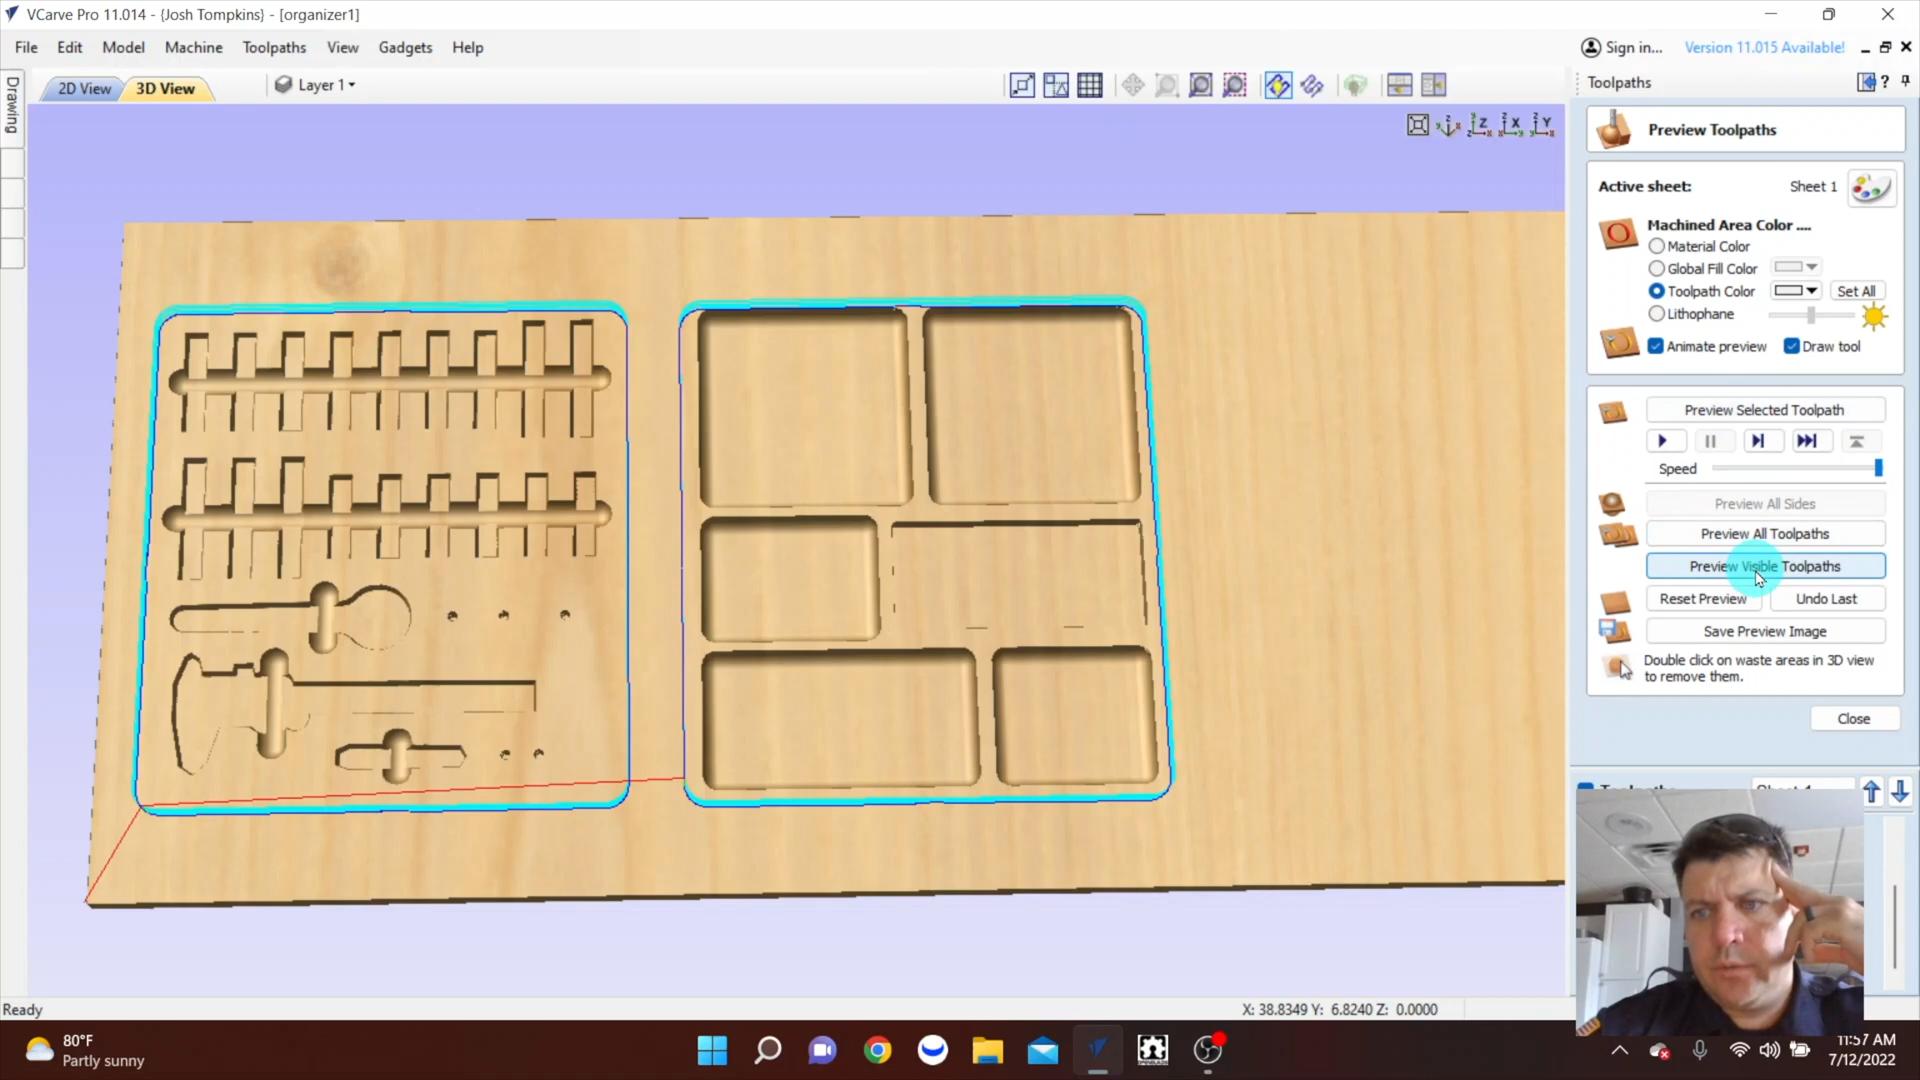 VCarve Pro 11.014 - {Josh Tompkins} - [organizer1]
File Edit Model Machine Toolpaths View Gadgets Help
Sign in... Version 11.015 Available!
Drawing
2D View 3D View Layer 1
Toolpaths
Preview Toolpaths
Active sheet: Sheet 1
Machined Area Color ....
Material Color
Global Fill Color
Toolpath Color Set All
Lithophane
Animate preview Draw tool
Preview Selected Toolpath
Speed
Preview All Sides
Preview All Toolpaths
Preview Visible Toolpaths
Reset Preview Undo Last
Save Preview Image
Double click on waste areas in 3D view
to remove them.
Close
Ready
X: 38.8349 Y: 6.8240 Z: 0.0000
80°F
Partly sunny
11:57 AM
7/12/2022